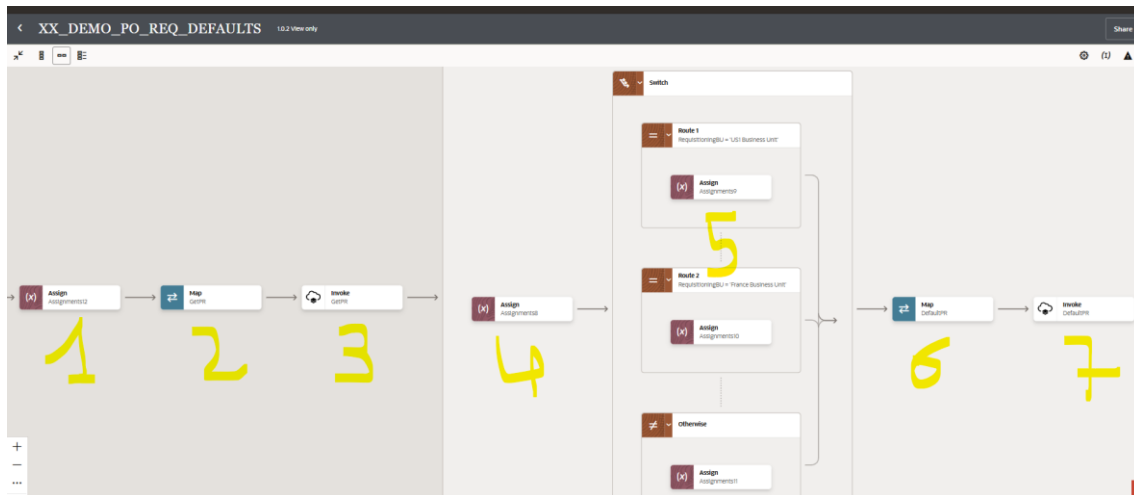 XX_DEMO_PO_REQ_DEFAULTS 1.0.2 View only
Share
(x)
Switch
Route 1
RequisitioningBU = 'US1 Business Unit'
(x) Assign
Assignments9
5
Route 2
RequisitioningBU = 'France Business Unit'
(x) Assign
Assignments10
Otherwise
(x) Assign
Assignments11
(x) Assign
Assignments12
Map
GetPR
Invoke
GetPR
(x) Assign
Assignments8
Map
DefaultPR
Invoke
DefaultPR
1 2 3 4 6 7